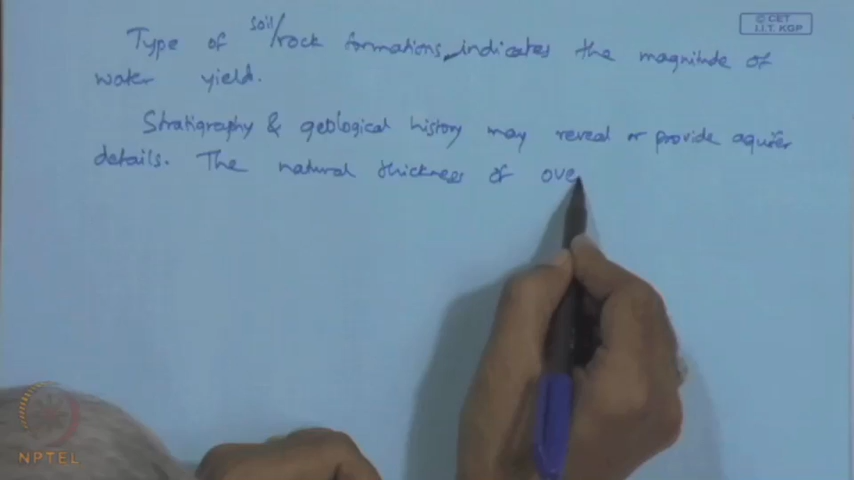 © CET
I.I.T. KGP
Type of soil/rock formations, indicates the magnitude of
water yield.
Stratigraphy & geological history may reveal or provide aquifer
details. The natural thickness of ove
NPTEL